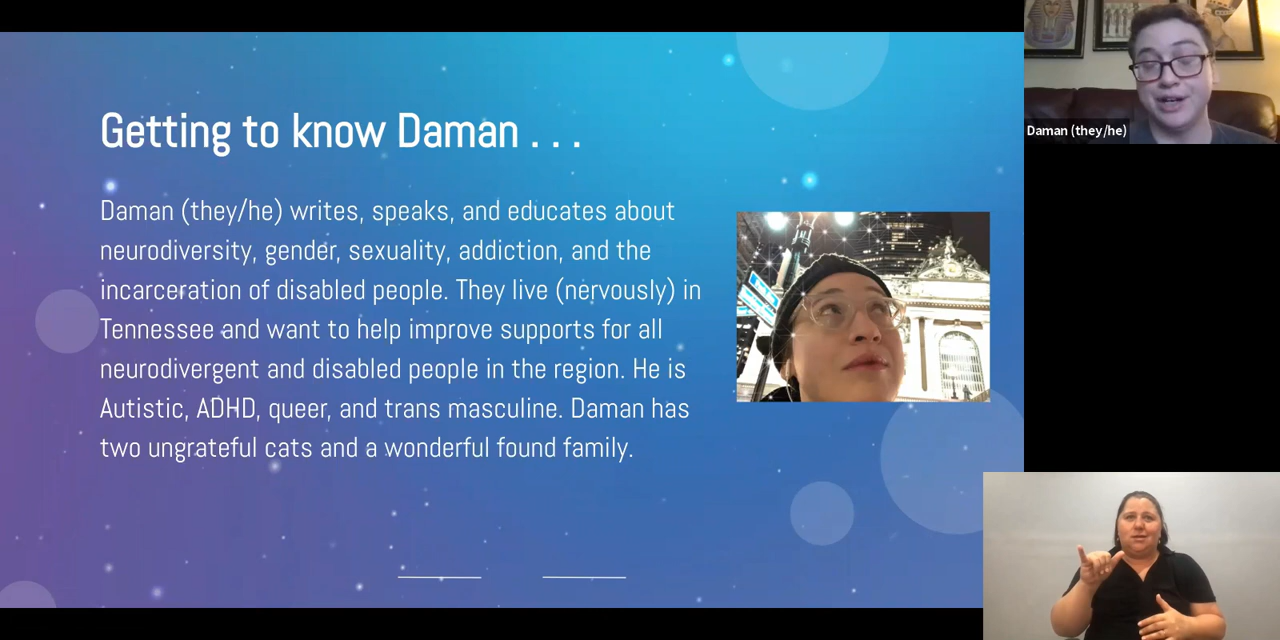 Getting to know Daman . . .
Daman (they/he) writes, speaks, and educates about
neurodiversity, gender, sexuality, addiction, and the
incarceration of disabled people. They live (nervously) in
Tennessee and want to help improve supports for all
neurodivergent and disabled people in the region. He is
Autistic, ADHD, queer, and trans masculine. Daman has
two ungrateful cats and a wonderful found family.
Daman (they/he)